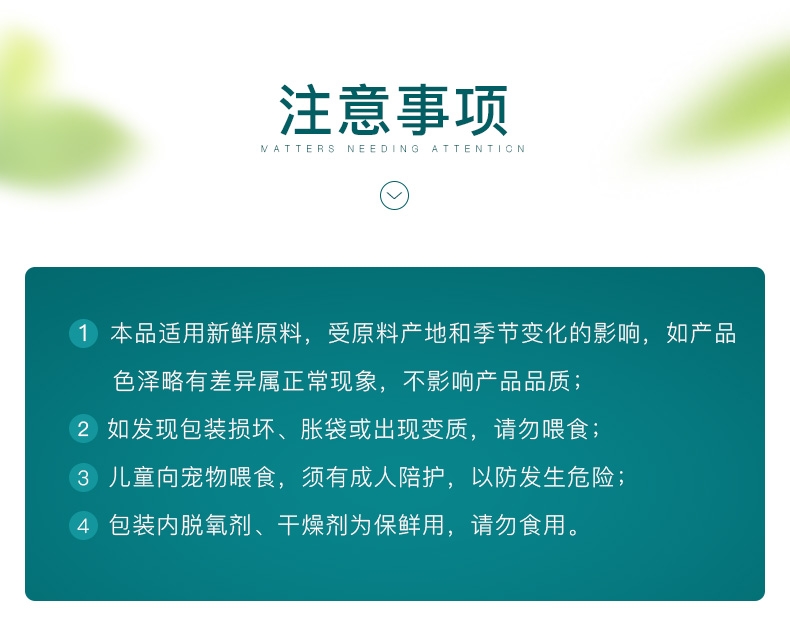 注意事项
MATTERS NEEDING ATTENTION
1 本品适用新鲜原料，受原料产地和季节变化的影响，如产品
色泽略有差异属正常现象，不影响产品品质；
2 如发现包装损坏、胀袋或出现变质，请勿喂食；
3 儿童向宠物喂食，须有成人陪护，以防发生危险；
4 包装内脱氧剂、干燥剂为保鲜用，请勿食用。